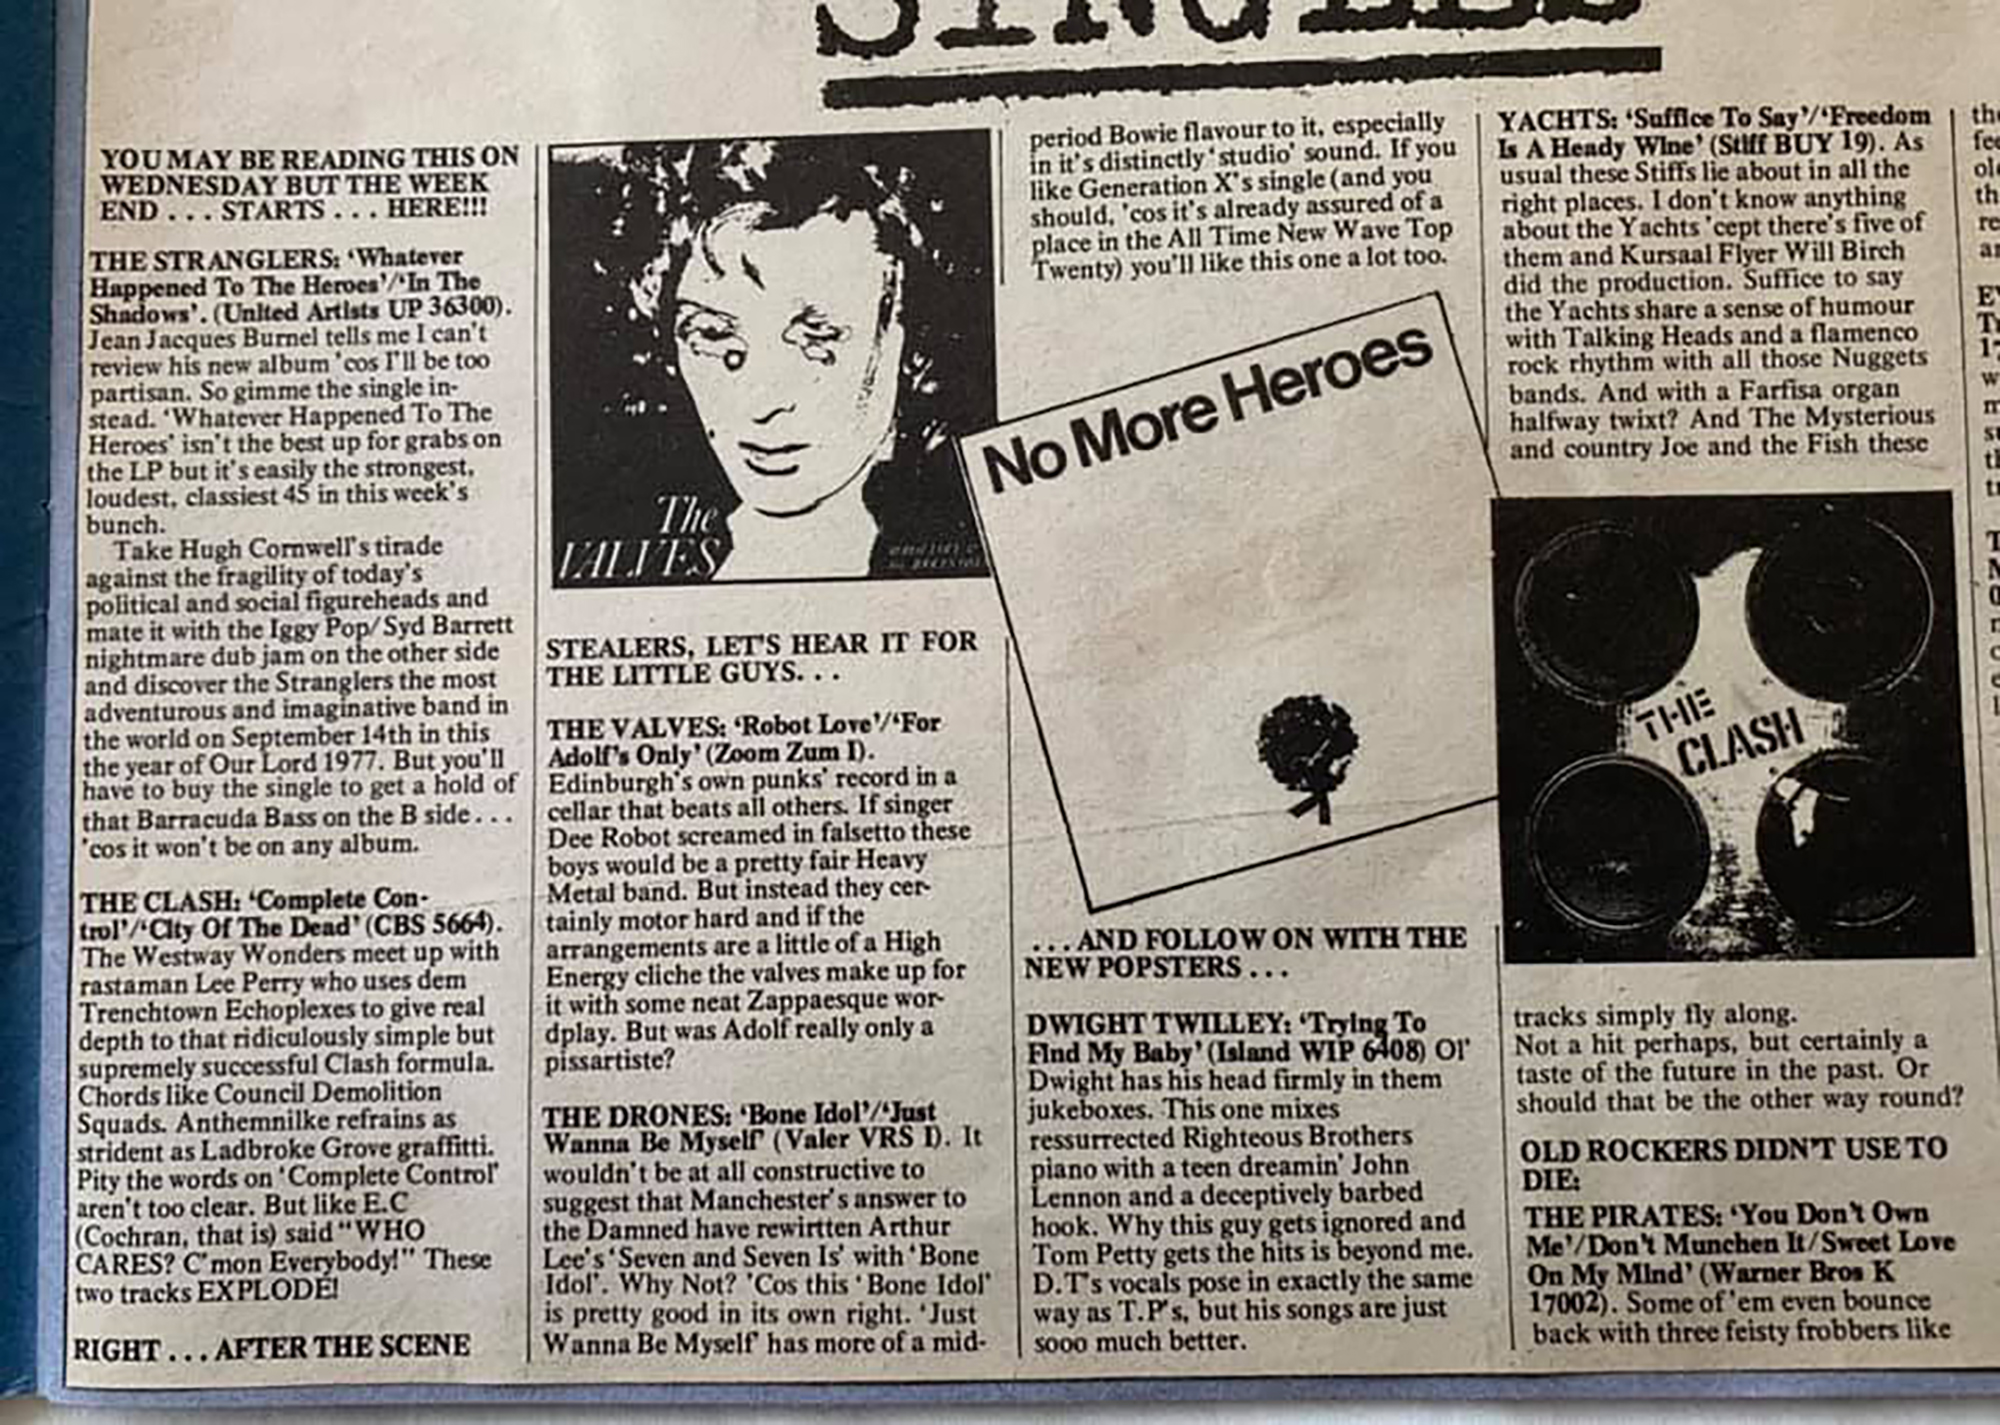 SINGLES
YOU MAY BE READING THIS ON
WEDNESDAY BUT THE WEEK
END . . . STARTS . . . HERE!!!
THE STRANGLERS: ‘Whatever
Happened To The Heroes’/‘In The
Shadows’. (United Artists UP 36300).
Jean Jacques Burnel tells me I can't
review his new album 'cos I'll be too
partisan. So gimme the single in-
stead. 'Whatever Happened To The
Heroes' isn't the best up for grabs on
the LP but it's easily the strongest,
loudest, classiest 45 in this week's
bunch.
Take Hugh Cornwell's tirade
against the fragility of today's
political and social figureheads and
mate it with the Iggy Pop/Syd Barrett
nightmare dub jam on the other side
and discover the Stranglers the most
adventurous and imaginative band in
the world on September 14th in this
the year of Our Lord 1977. But you'll
have to buy the single to get a hold of
that Barracuda Bass on the B side . . .
'cos it won't be on any album.
THE CLASH: ‘Complete Con-
trol’/‘City Of The Dead’ (CBS 5664).
The Westway Wonders meet up with
rastaman Lee Perry who uses dem
Trenchtown Echoplexes to give real
depth to that ridiculously simple but
supremely successful Clash formula.
Chords like Council Demolition
Squads. Anthemnilke refrains as
strident as Ladbroke Grove graffitti.
Pity the words on 'Complete Control'
aren't too clear. But like E.C
(Cochran, that is) said "WHO
CARES? C'mon Everybody!" These
two tracks EXPLODE!
RIGHT . . . AFTER THE SCENE
The
VALVES
STEALERS, LET'S HEAR IT FOR
THE LITTLE GUYS. . .
THE VALVES: ‘Robot Love’/‘For
Adolf's Only’ (Zoom Zum I).
Edinburgh's own punks' record in a
cellar that beats all others. If singer
Dee Robot screamed in falsetto these
boys would be a pretty fair Heavy
Metal band. But instead they cer-
tainly motor hard and if the
arrangements are a little of a High
Energy cliche the valves make up for
it with some neat Zappaesque wor-
dplay. But was Adolf really only a
pissartiste?
THE DRONES: ‘Bone Idol’/‘Just
Wanna Be Myself’ (Valer VRS I). It
wouldn't be at all constructive to
suggest that Manchester's answer to
the Damned have rewirtten Arthur
Lee's 'Seven and Seven Is' with 'Bone
Idol'. Why Not? 'Cos this 'Bone Idol'
is pretty good in its own right. 'Just
Wanna Be Myself' has more of a mid-
period Bowie flavour to it, especially
in it's distinctly 'studio' sound. If you
like Generation X's single (and you
should, 'cos it's already assured of a
place in the All Time New Wave Top
Twenty) you'll like this one a lot too.
No More Heroes
. . . AND FOLLOW ON WITH THE
NEW POPSTERS . . .
DWIGHT TWILLEY: ‘Trying To
Find My Baby’ (Island WIP 6408) Ol'
Dwight has his head firmly in them
jukeboxes. This one mixes
ressurrected Righteous Brothers
piano with a teen dreamin' John
Lennon and a deceptively barbed
hook. Why this guy gets ignored and
Tom Petty gets the hits is beyond me.
D.T's vocals pose in exactly the same
way as T.P's, but his songs are just
sooo much better.
YACHTS: ‘Suffice To Say’/‘Freedom
Is A Heady Wine’ (Stiff BUY 19). As
usual these Stiffs lie about in all the
right places. I don't know anything
about the Yachts 'cept there's five of
them and Kursaal Flyer Will Birch
did the production. Suffice to say
the Yachts share a sense of humour
with Talking Heads and a flamenco
rock rhythm with all those Nuggets
bands. And with a Farfisa organ
halfway twixt? And The Mysterious
and country Joe and the Fish these
THE
CLASH
tracks simply fly along.
Not a hit perhaps, but certainly a
taste of the future in the past. Or
should that be the other way round?
OLD ROCKERS DIDN'T USE TO
DIE:
THE PIRATES: ‘You Don't Own
Me’/Don't Munchen It/Sweet Love
On My Mind’ (Warner Bros K
17002). Some of 'em even bounce
back with three feisty frobbers like